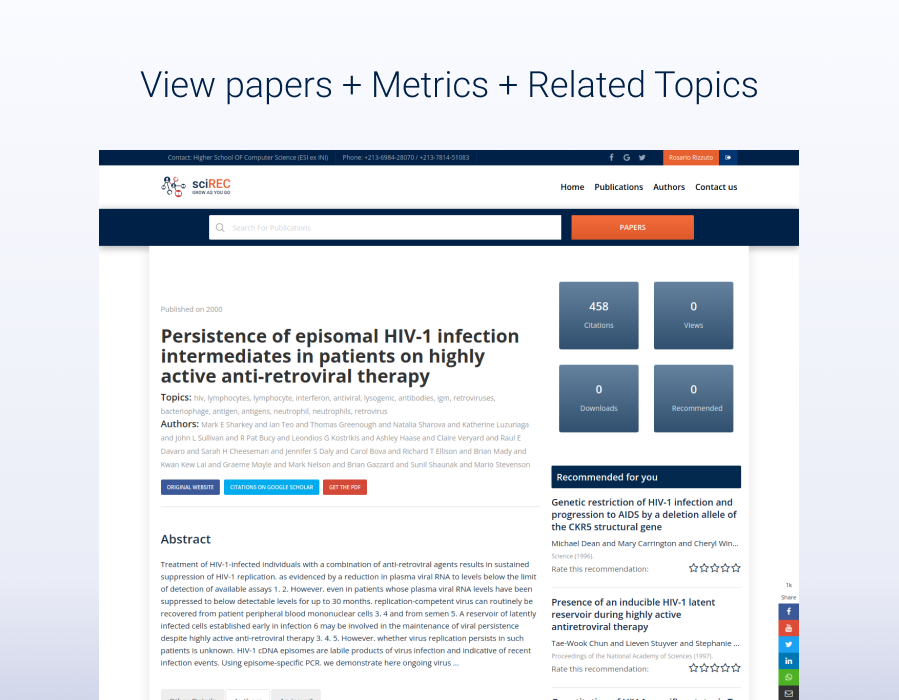 View papers + Metrics + Related Topics
Contact: Higher School OF Computer Science (ESI ex INI) Phone: +213-6984-28070 / +213-7814-51083
Rosario Rizzuto
sciREC
GROW AS YOU GO
Home Publications Authors Contact us
Search For Publications
PAPERS
Published on 2000
Persistence of episomal HIV-1 infection
intermediates in patients on highly
active anti-retroviral therapy
Topics: hiv, lymphocytes, lymphocyte, interferon, antiviral, lysogenic, antibodies, igm, retroviruses,
bacteriophage, antigen, antigens, neutrophil, neutrophils, retrovirus
Authors: Mark E Sharkey and Ian Teo and Thomas Greenough and Natalia Sharova and Katherine Luzuriaga
and John L Sullivan and R Pat Bucy and Leondios G Kostrikis and Ashley Haase and Claire Veryard and Raul E
Davaro and Sarah H Cheeseman and Jennifer S Daly and Carol Bova and Richard T Ellison and Brian Mady and
Kwan Kew Lai and Graeme Moyle and Mark Nelson and Brian Gazzard and Sunil Shaunak and Mario Stevenson
ORIGINAL WEBSITE CITATIONS ON GOOGLE SCHOLAR GET THE PDF
Abstract
Treatment of HIV-1-infected individuals with a combination of anti-retroviral agents results in sustained
suppression of HIV-1 replication. as evidenced by a reduction in plasma viral RNA to levels below the limit
of detection of available assays 1. 2. However. even in patients whose plasma viral RNA levels have been
suppressed to below detectable levels for up to 30 months. replication-competent virus can routinely be
recovered from patient peripheral blood mononuclear cells 3. 4 and from semen 5. A reservoir of latently
infected cells established early in infection 6 may be involved in the maintenance of viral persistence
despite highly active anti-retroviral therapy 3. 4. 5. However. whether virus replication persists in such
patients is unknown. HIV-1 cDNA episomes are labile products of virus infection and indicative of recent
infection events. Using episome-specific PCR. we demonstrate here ongoing virus ...
458
Citations
0
Views
0
Downloads
0
Recommended
Recommended for you
Genetic restriction of HIV-1 infection and
progression to AIDS by a deletion allele of
the CKR5 structural gene
Michael Dean and Mary Carrington and Cheryl Win...
Science (1996).
Rate this recommendation:
Presence of an inducible HIV-1 latent
reservoir during highly active
antiretroviral therapy
Tae-Wook Chun and Lieven Stuyver and Stephanie ...
Proceedings of the National Academy of Sciences (1997).
Rate this recommendation:
1k
Share